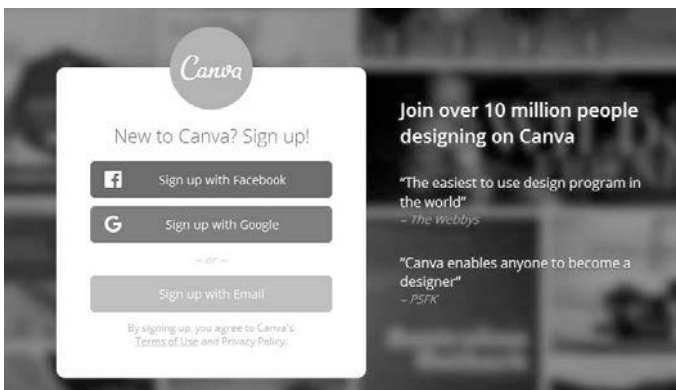 Canva
New to Canva? Sign up!
Sign up with Facebook
G
Sign up with Google
— or —
Sign up with Email
By signing up, you agree to Canva's
Terms of Use and Privacy Policy.
Join over 10 million people
designing on Canva
“The easiest to use design program in
the world”
– The Webbys
“Canva enables anyone to become a
designer”
– PSFK